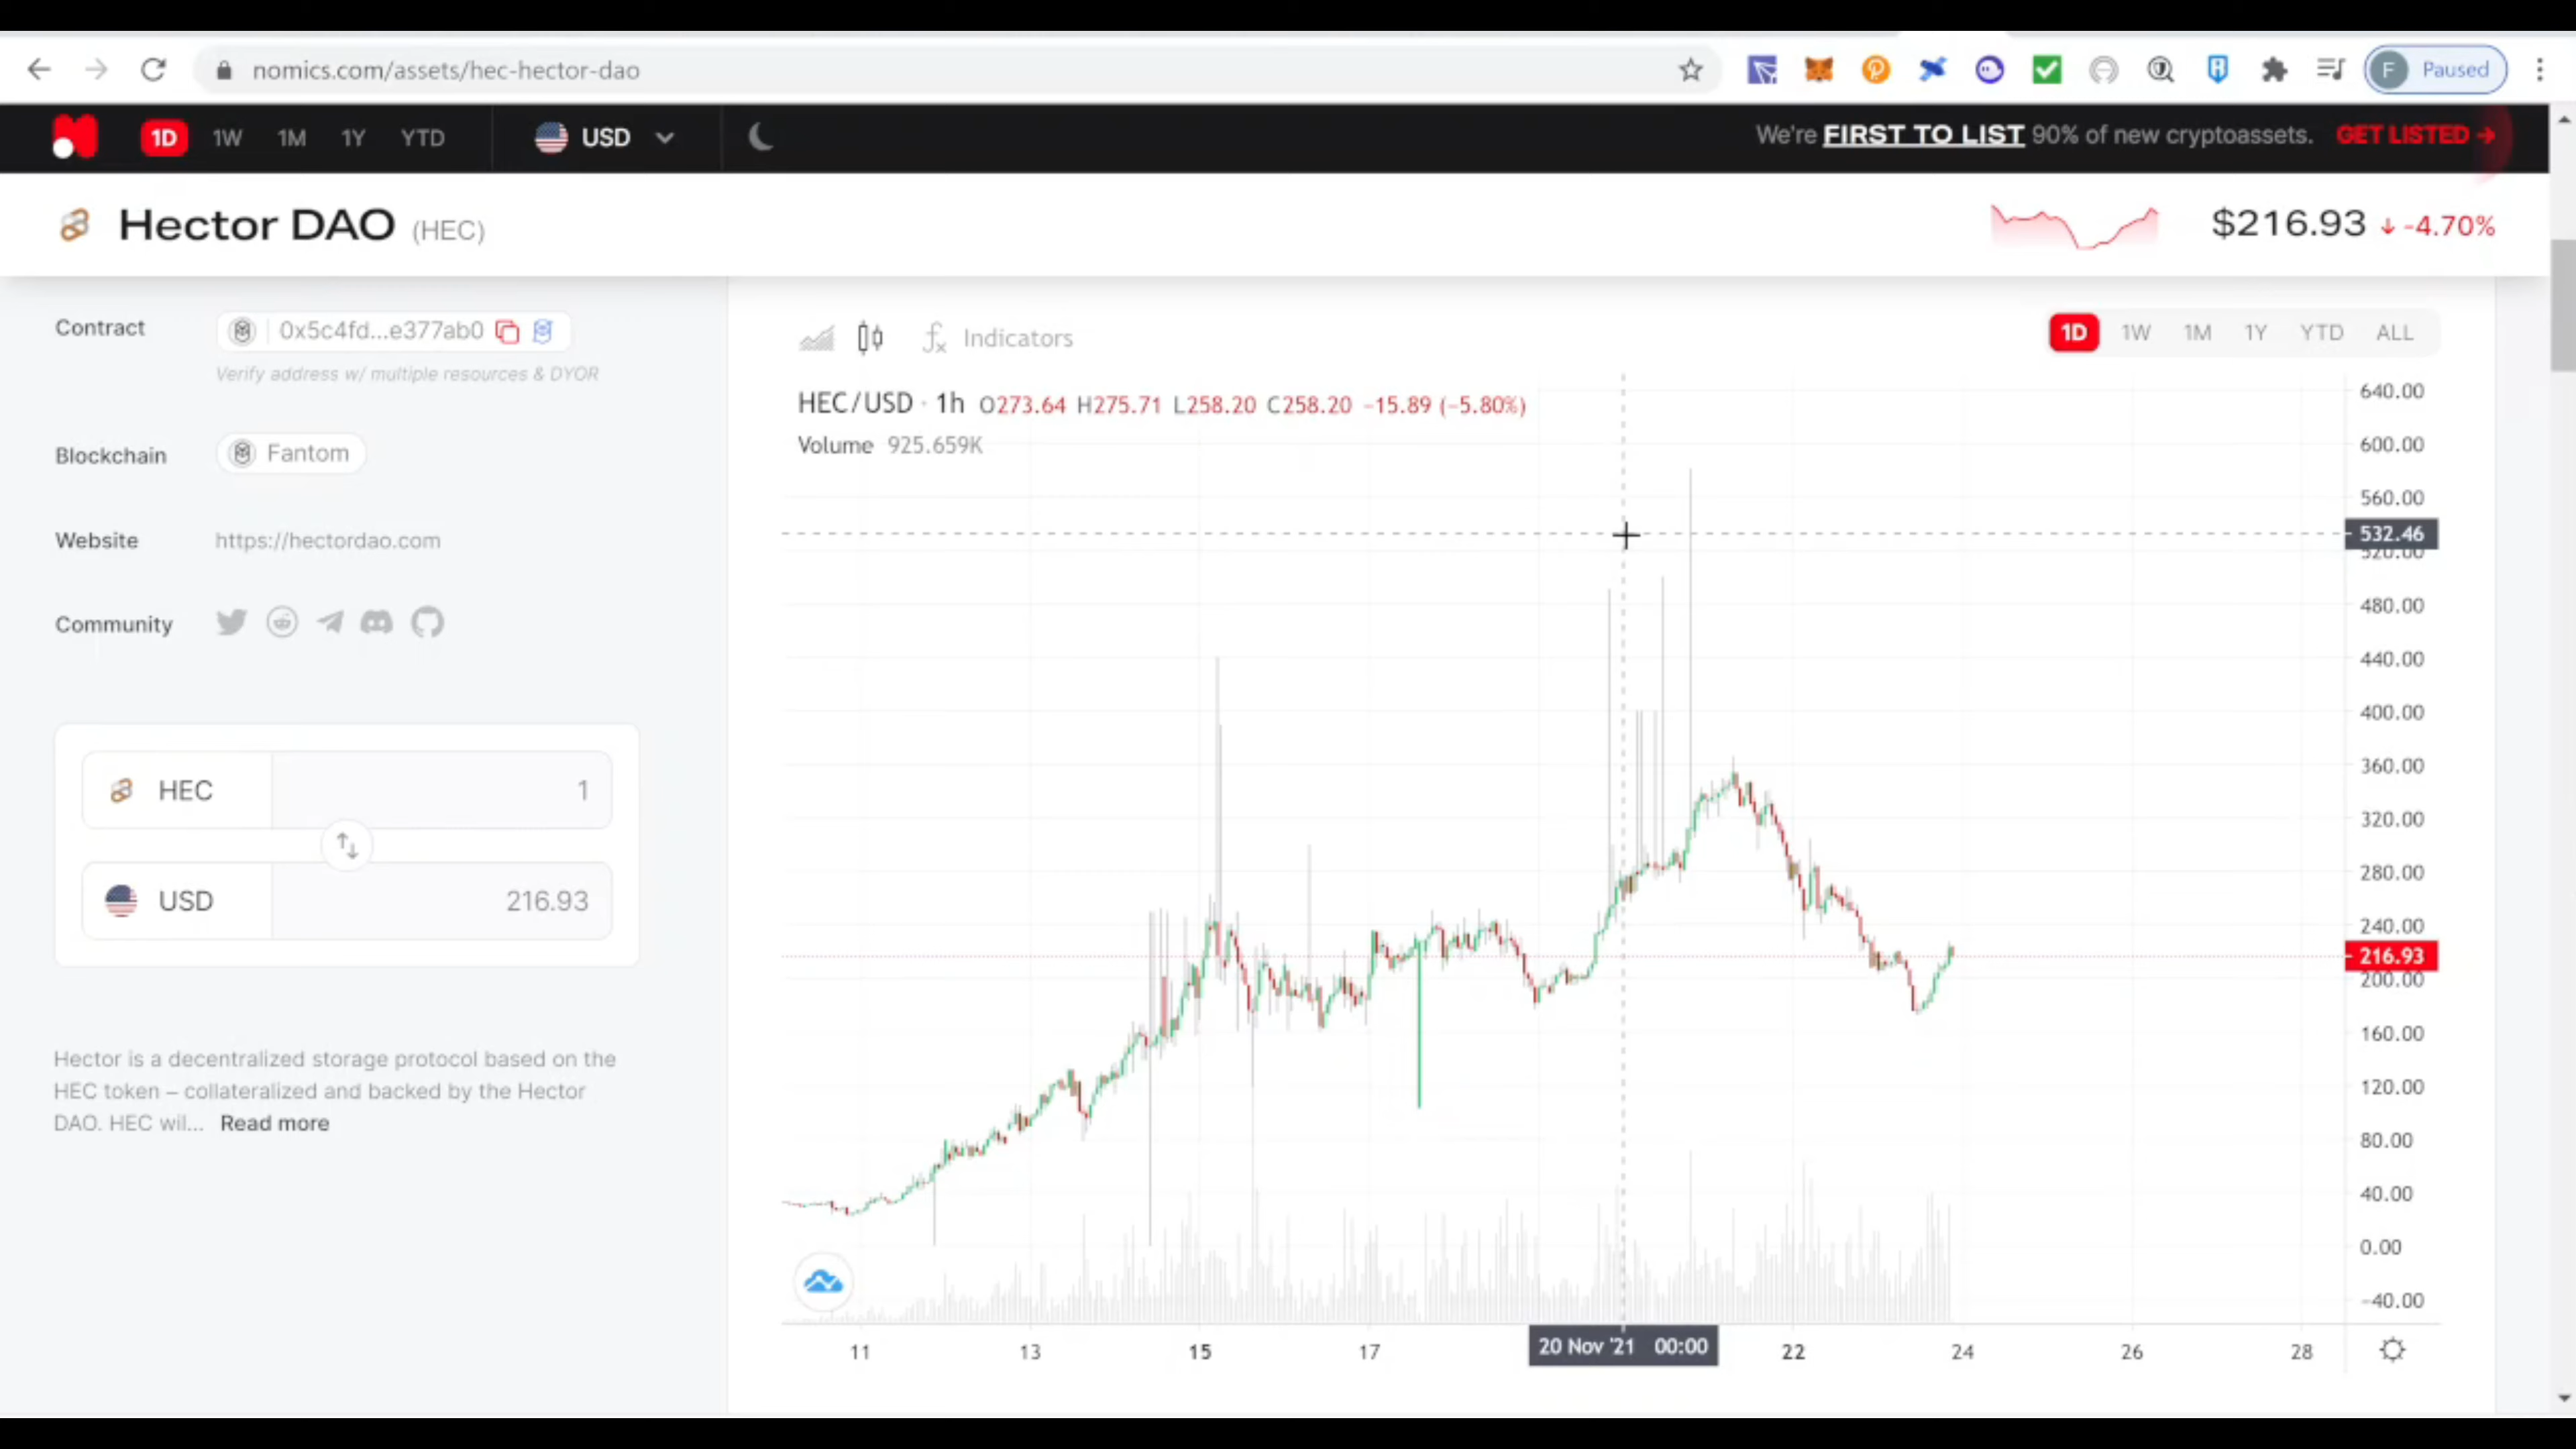 nomics.com/assets/hec-hector-dao
F Paused
1D 1W 1M 1Y YTD USD
We're FIRST TO LIST 90% of new cryptoassets. GET LISTED
Hector DAO (HEC)
$216.93 ↓ -4.70%
Contract 0x5c4fd...e377ab0
Verify address w/ multiple resources & DYOR
Blockchain Fantom
Website https://hectordao.com
Community
HEC 1
USD 216.93
Hector is a decentralized storage protocol based on the
HEC token – collateralized and backed by the Hector
DAO. HEC wil... Read more
fx Indicators
1D 1W 1M 1Y YTD ALL
HEC/USD · 1h O273.64 H275.71 L258.20 C258.20 −15.89 (−5.80%)
Volume 925.659K
640.00
600.00
560.00
532.46
520.00
480.00
440.00
400.00
360.00
320.00
280.00
240.00
216.93
200.00
160.00
120.00
80.00
40.00
0.00
−40.00
11 13 15 17 20 Nov '21 00:00 22 24 26 28